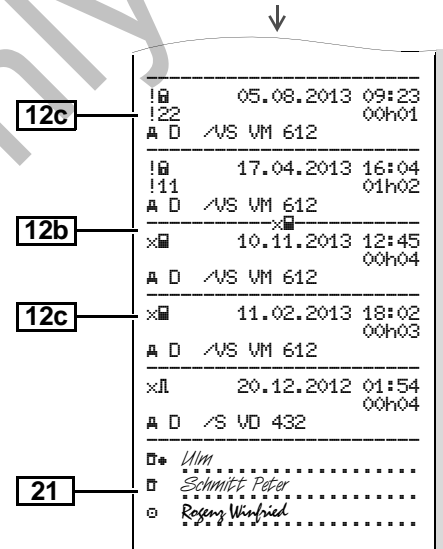 ! 05.08.2013 09:23
12c
!22 00h01
A D /VS VM 612
! 17.04.2013 16:04
!11 01h02
A D /VS VM 612
12b
x
x 10.11.2013 12:45
00h04
A D /VS VM 612
12c
x 11.02.2013 18:02
00h03
A D /VS VM 612
x 20.12.2012 01:54
00h04
A D /S VD 432
Ulm
21
Schmitt Peter
Rogenz Winfried